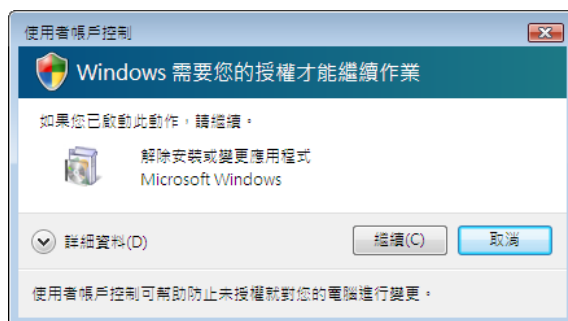 使用者帳戶控制
Windows 需要您的授權才能繼續作業
如果您已啟動此動作，請繼續。
解除安裝或變更應用程式
Microsoft Windows
詳細資料(D)
繼續(C)
取消
使用者帳戶控制可幫助防止未授權就對您的電腦進行變更。